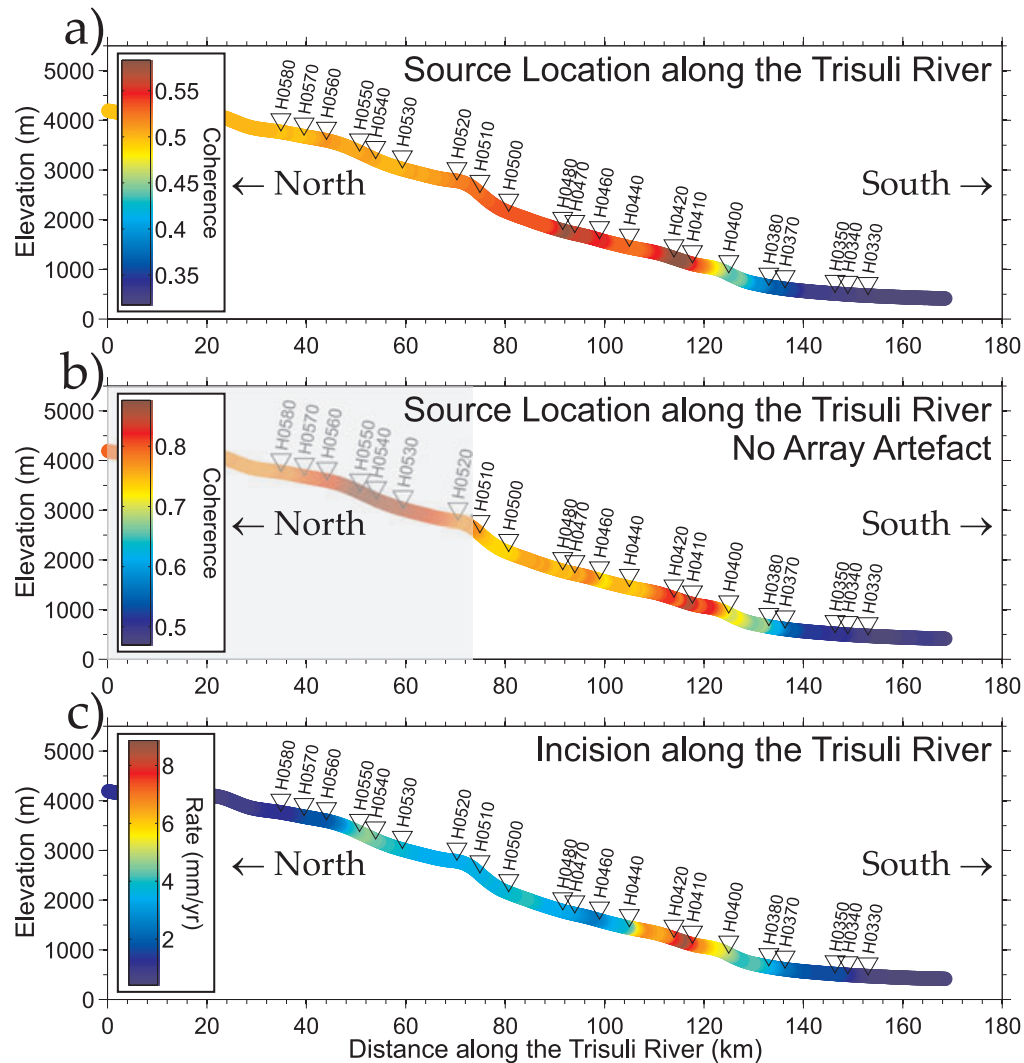 a)
Source Location along the Trisuli River
Elevation (m)
5000
4000
3000
2000
1000
0
0.55
0.5
0.45
0.4
0.35
Coherence
← North
South →
H0580
H0570
H0560
H0550
H0540
H0530
H0520
H0510
H0500
H0480
H0470
H0460
H0440
H0420
H0410
H0400
H0380
H0370
H0350
H0340
H0330
0 20 40 60 80 100 120 140 160 180
b)
Source Location along the Trisuli River
No Array Artefact
Elevation (m)
5000
4000
3000
2000
1000
0
0.8
0.7
0.6
0.5
Coherence
← North
South →
H0580
H0570
H0560
H0550
H0540
H0530
H0520
H0510
H0500
H0480
H0470
H0460
H0440
H0420
H0410
H0400
H0380
H0370
H0350
H0340
H0330
0 20 40 60 80 100 120 140 160 180
c)
Incision along the Trisuli River
Elevation (m)
5000
4000
3000
2000
1000
0
8
6
4
2
Rate (mm/yr)
← North
South →
H0580
H0570
H0560
H0550
H0540
H0530
H0520
H0510
H0500
H0480
H0470
H0460
H0440
H0420
H0410
H0400
H0380
H0370
H0350
H0340
H0330
0 20 40 60 80 100 120 140 160 180
Distance along the Trisuli River (km)